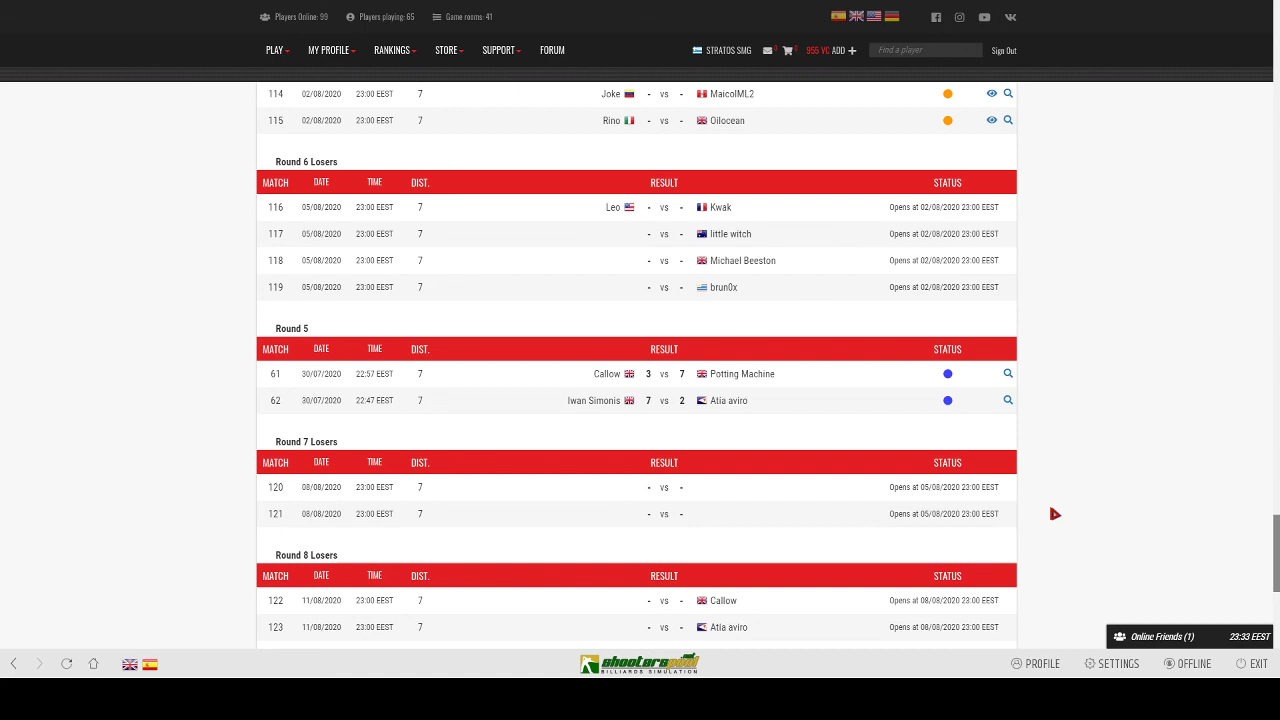 Players Online: 99 Players playing: 65 Game rooms: 41
PLAY MY PROFILE RANKINGS STORE SUPPORT FORUM STRATOS SMG 0 0 955 VC ADD Find a player Sign Out
114 02/08/2020 23:00 EEST 7 Joke - vs - MaicolML2
115 02/08/2020 23:00 EEST 7 Rino - vs - Oilocean
Round 6 Losers
MATCH DATE TIME DIST. RESULT STATUS
116 05/08/2020 23:00 EEST 7 Leo - vs - Kwak Opens at 02/08/2020 23:00 EEST
117 05/08/2020 23:00 EEST 7 - vs - little witch Opens at 02/08/2020 23:00 EEST
118 05/08/2020 23:00 EEST 7 - vs - Michael Beeston Opens at 02/08/2020 23:00 EEST
119 05/08/2020 23:00 EEST 7 - vs - brun0x Opens at 02/08/2020 23:00 EEST
Round 5
MATCH DATE TIME DIST. RESULT STATUS
61 30/07/2020 22:57 EEST 7 Callow 3 vs 7 Potting Machine
62 30/07/2020 22:47 EEST 7 Iwan Simonis 7 vs 2 Atia aviro
Round 7 Losers
MATCH DATE TIME DIST. RESULT STATUS
120 08/08/2020 23:00 EEST 7 - vs - Opens at 05/08/2020 23:00 EEST
121 08/08/2020 23:00 EEST 7 - vs - Opens at 05/08/2020 23:00 EEST
Round 8 Losers
MATCH DATE TIME DIST. RESULT STATUS
122 11/08/2020 23:00 EEST 7 - vs - Callow Opens at 08/08/2020 23:00 EEST
123 11/08/2020 23:00 EEST 7 - vs - Atia aviro Opens at 08/08/2020 23:00 EEST
Online Friends (1) 23:33 EEST
shooterspool
BILLIARDS SIMULATION
PROFILE SETTINGS OFFLINE EXIT